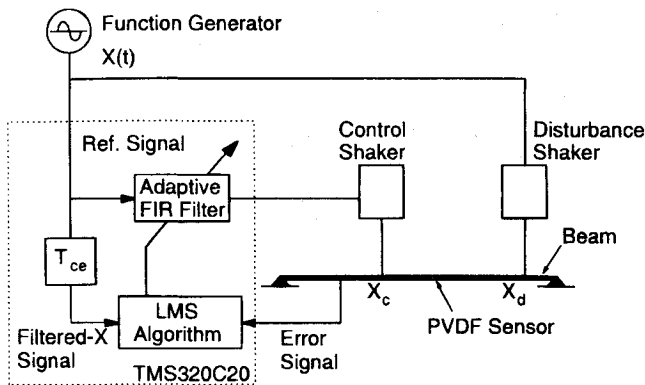 Function Generator
X(t)
Ref. Signal
Control
Shaker
Disturbance
Shaker
Adaptive
FIR Filter
Beam
T_ce
X_c
X_d
PVDF Sensor
LMS
Algorithm
Filtered-X
Signal
Error
Signal
TMS320C20